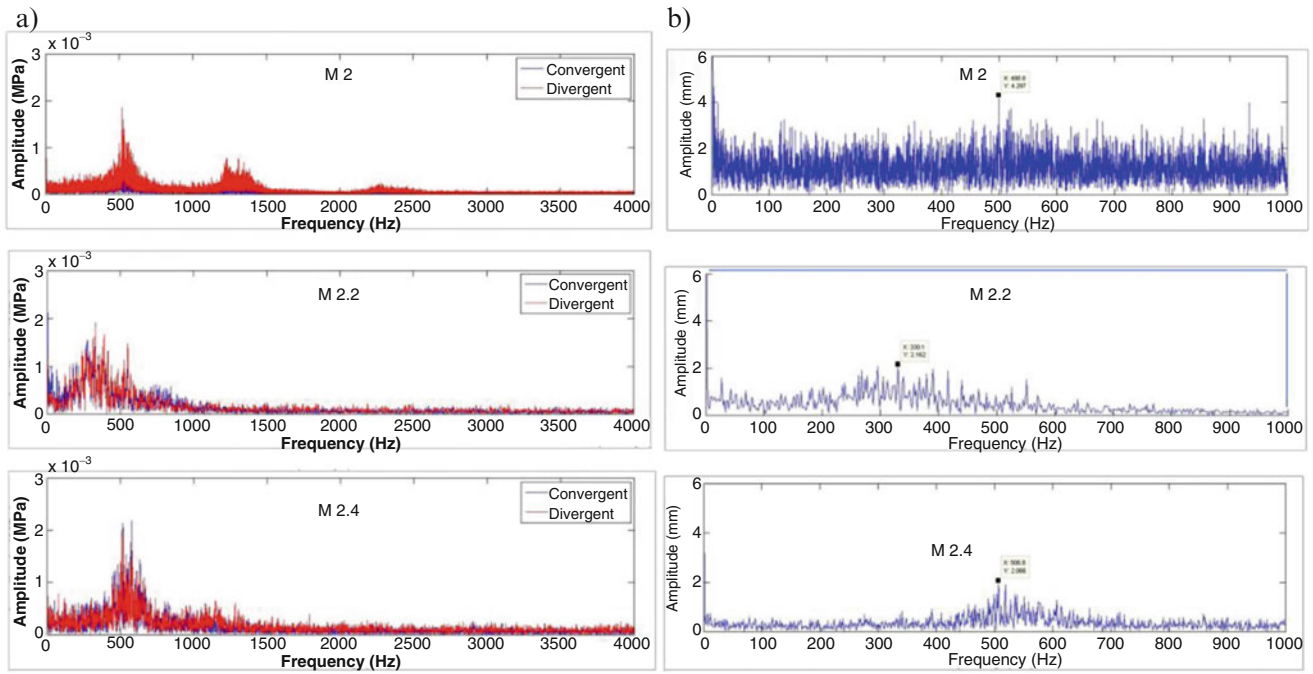 a)
x 10⁻³
3
2
1
0
Amplitude (MPa)
M 2
Convergent
Divergent
0 500 1000 1500 2000 2500 3000 3500 4000
Frequency (Hz)
x 10⁻³
3
2
1
0
Amplitude (MPa)
M 2.2
Convergent
Divergent
0 500 1000 1500 2000 2500 3000 3500 4000
Frequency (Hz)
x 10⁻³
3
2
1
0
Amplitude (MPa)
M 2.4
Convergent
Divergent
0 500 1000 1500 2000 2500 3000 3500 4000
Frequency (Hz)
b)
6
4
2
0
Amplitude (mm)
M 2
Y: 4.297
0 100 200 300 400 500 600 700 800 900 1000
Frequency (Hz)
6
4
2
0
Amplitude (mm)
M 2.2
Y: 2.162
0 100 200 300 400 500 600 700 800 900 1000
Frequency (Hz)
6
4
2
0
Amplitude (mm)
M 2.4
0 100 200 300 400 500 600 700 800 900 1000
Frequency (Hz)